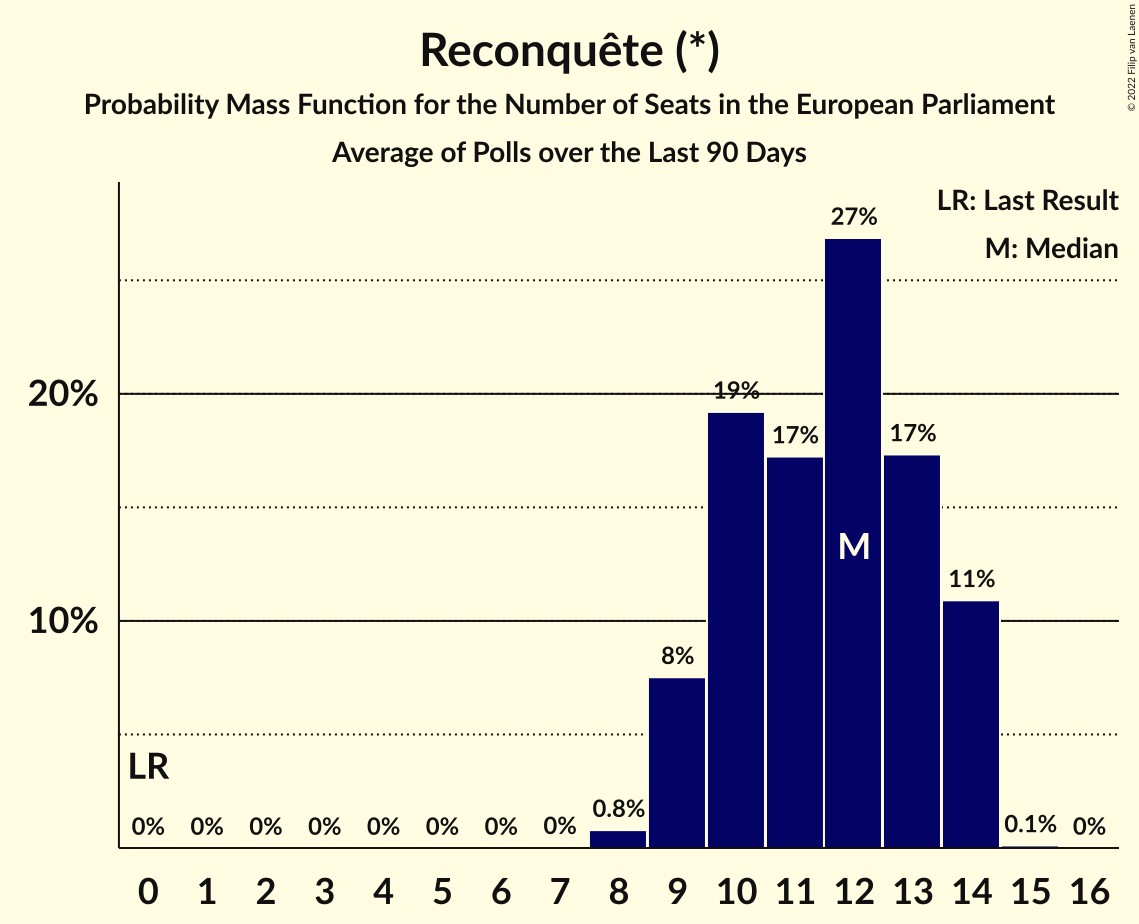 Reconquête (*)
Probability Mass Function for the Number of Seats in the European Parliament
Average of Polls over the Last 90 Days
© 2022 Filip van Laenen
LR: Last Result
M: Median
27%
20%
19%
17%
17%
M
11%
10%
8%
LR
0% 0% 0% 0% 0% 0% 0% 0% 0.8% 0.1% 0%
0 1 2 3 4 5 6 7 8 9 10 11 12 13 14 15 16